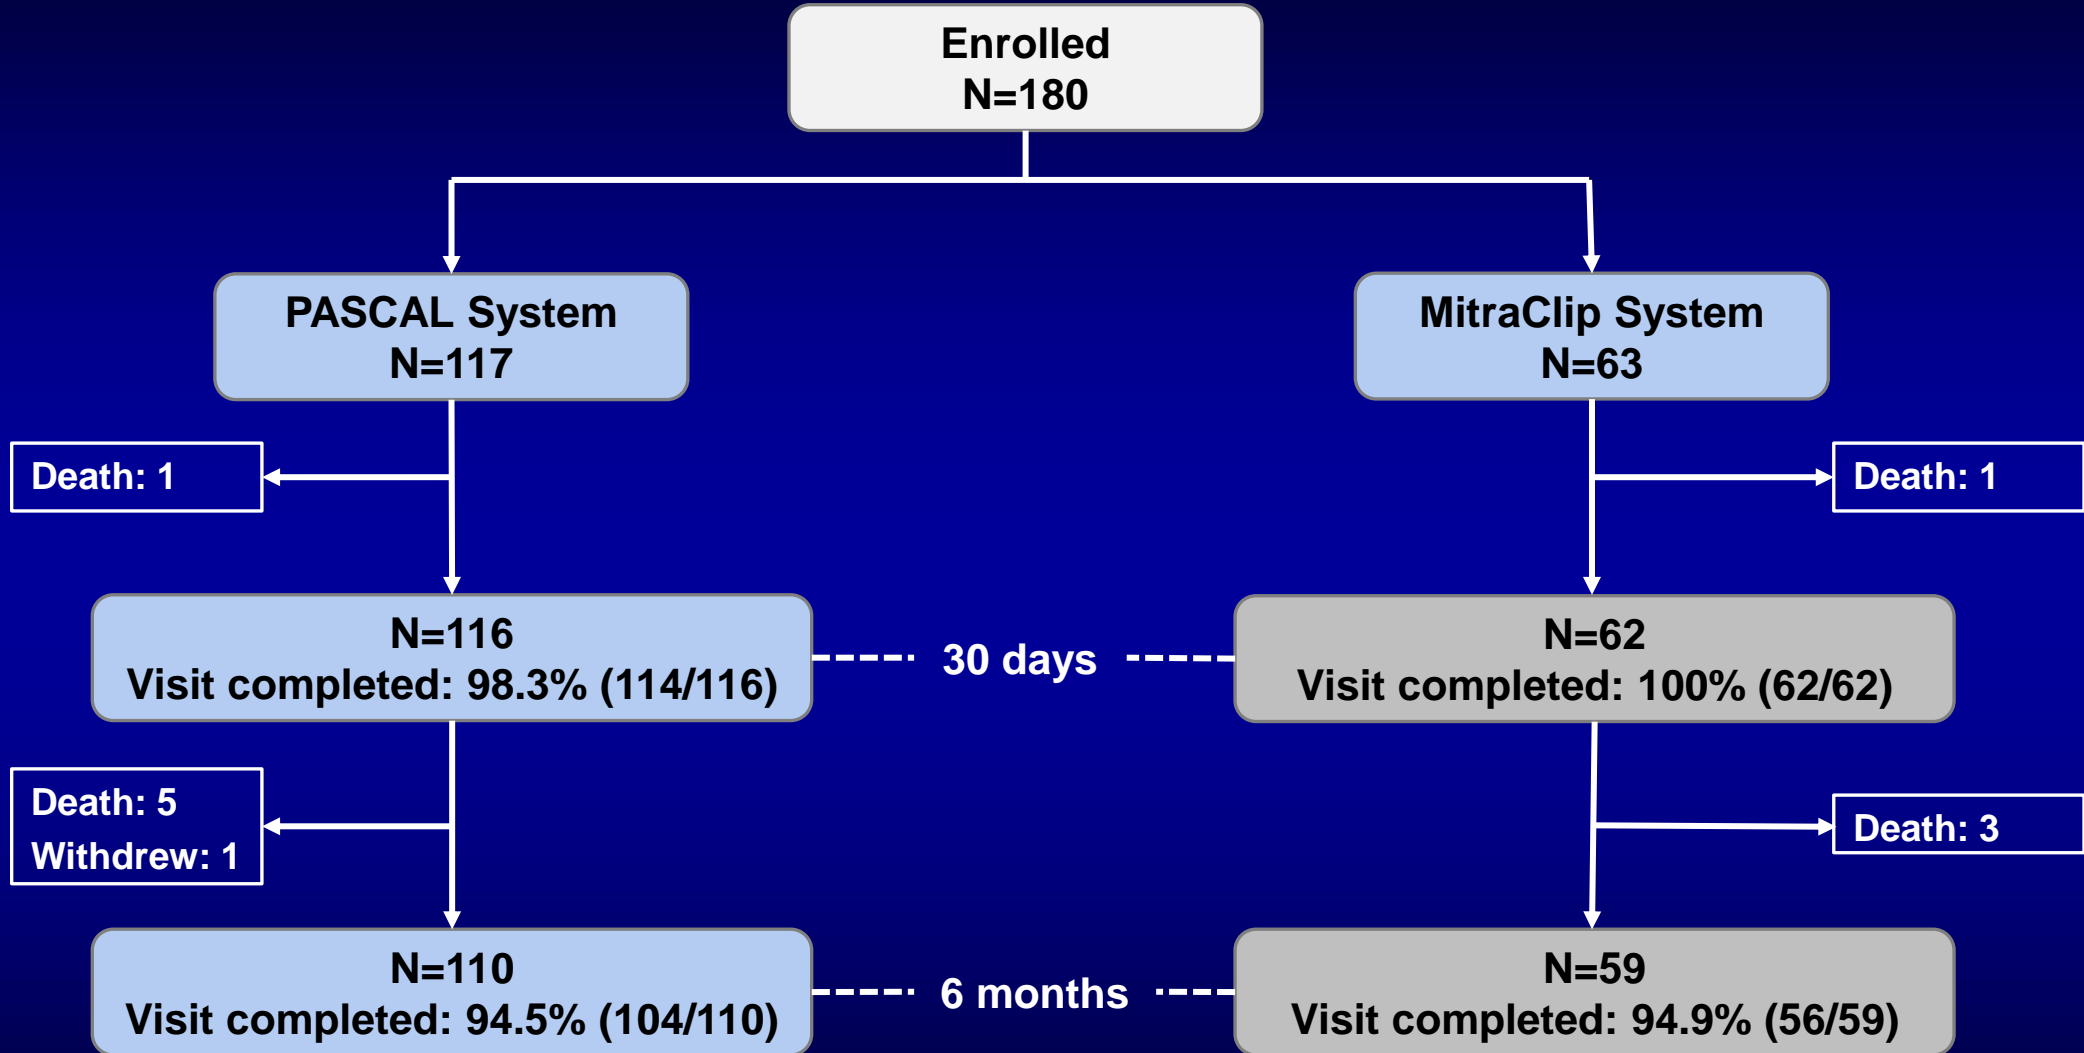 Enrolled
N=180
PASCAL System
N=117
MitraClip System
N=63
Death: 1
Death: 1
N=116
Visit completed: 98.3% (114/116)
30 days
N=62
Visit completed: 100% (62/62)
Death: 5
Withdrew: 1
Death: 3
N=110
Visit completed: 94.5% (104/110)
6 months
N=59
Visit completed: 94.9% (56/59)